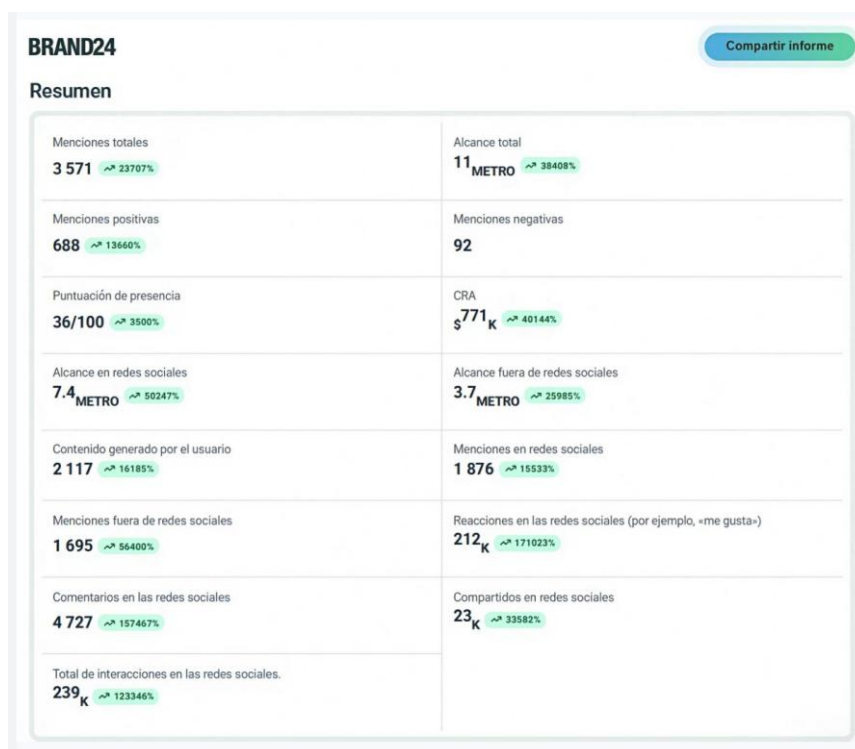 BRAND24
Compartir informe
Resumen
Menciones totales
3 571 23707%
Alcance total
11 METRO 38408%
Menciones positivas
688 13660%
Menciones negativas
92
Puntuación de presencia
36/100 3500%
CRA
$771 K 40144%
Alcance en redes sociales
7.4 METRO 50247%
Alcance fuera de redes sociales
3.7 METRO 25985%
Contenido generado por el usuario
2 117 16185%
Menciones en redes sociales
1 876 15533%
Menciones fuera de redes sociales
1 695 56400%
Reacciones en las redes sociales (por ejemplo, «me gusta»)
212 K 171023%
Comentarios en las redes sociales
4 727 157467%
Compartidos en redes sociales
23 K 33582%
Total de interacciones en las redes sociales.
239 K 123346%